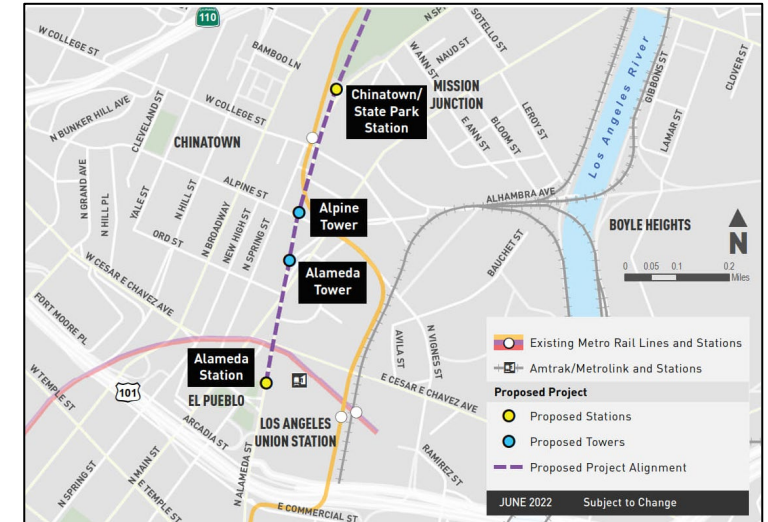 110
W COLLEGE ST
BAMBOO LN
N SP
SOTELLO ST
W ANN ST
NAUD ST
MISSION
JUNCTION
Chinatown/
State Park
Station
LEROY ST
BLOOM ST
E ANN ST
GIBBONS ST
CLOVER ST
LAMAR ST
Los Angeles River
N BUNKER HILL AVE
CLEVELAND ST
W COLLEGE ST
CHINATOWN
N GRAND AVE
N HILL PL
YALE ST
N HILL ST
ALPINE ST
ORD ST
N BROADWAY
NEW HIGH ST
N SPRING ST
Alpine
Tower
Alameda
Tower
ALHAMBRA AVE
BAUCHET ST
BOYLE HEIGHTS
N
0 0.05 0.1 0.2
Miles
W CESAR E CHAVEZ AVE
FORT MOORE PL
W TEMPLE ST
101
Alameda
Station
EL PUEBLO
LOS ANGELES
UNION STATION
AVILA ST
N VIGNES ST
E CESAR E CHAVEZ AVE
ARCADIA ST
N MAIN ST
N SPRING ST
E TEMPLE ST
N ALAMEDA ST
RAMIREZ ST
E COMMERCIAL ST
Existing Metro Rail Lines and Stations
Amtrak/Metrolink and Stations
Proposed Project
Proposed Stations
Proposed Towers
Proposed Project Alignment
JUNE 2022 Subject to Change